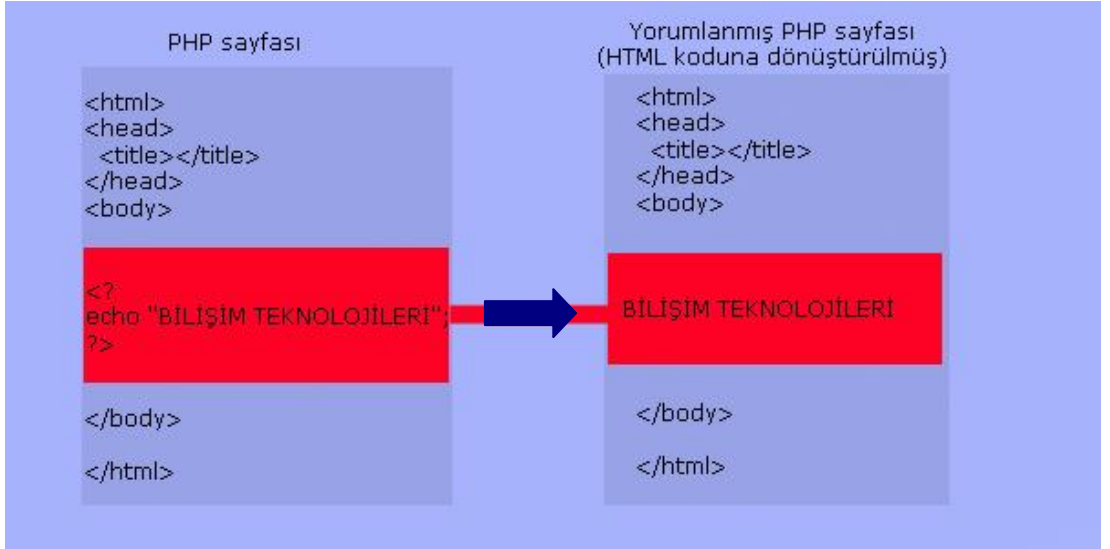 PHP sayfası
<html>
<head>
<title></title>
</head>
<body>
<?
echo "BİLİŞİM TEKNOLOJİLERİ";
?>
</body>
</html>
Yorumlanmış PHP sayfası
(HTML koduna dönüştürülmüş)
<html>
<head>
<title></title>
</head>
<body>
BİLİŞİM TEKNOLOJİLERİ
</body>
</html>